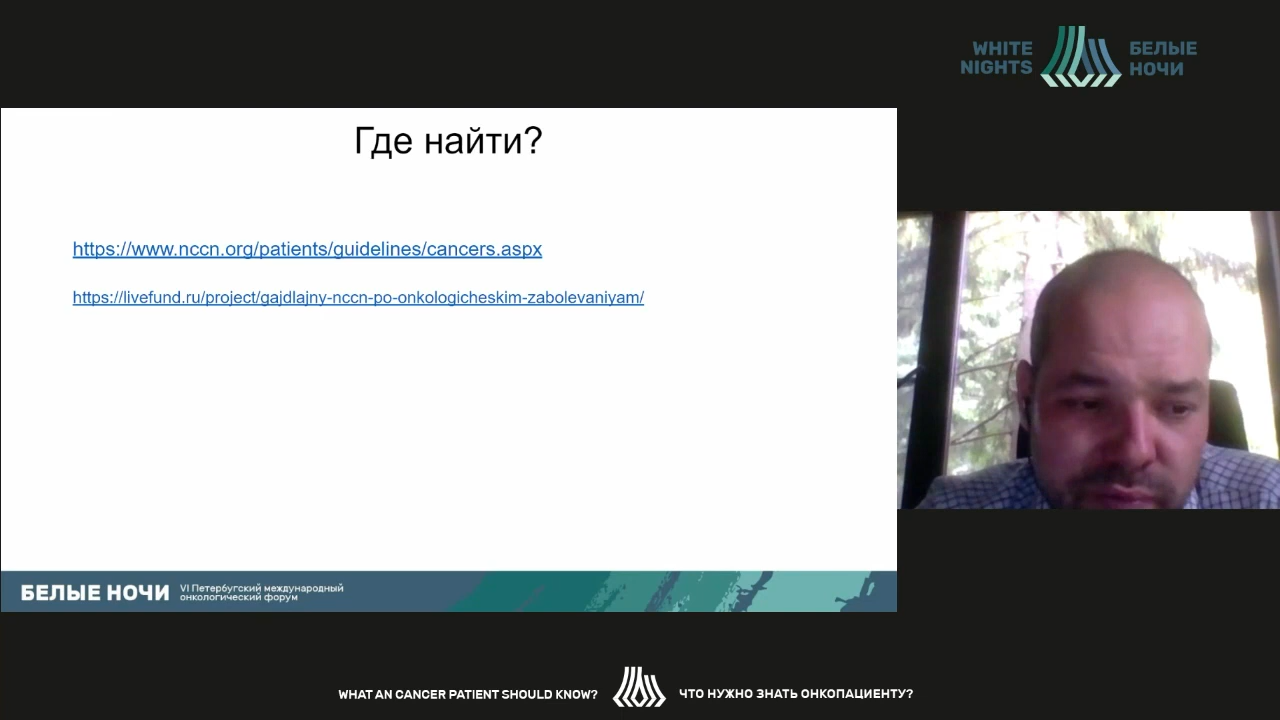 WHITE
NIGHTS
БЕЛЫЕ
НОЧИ
Где найти?
https://www.nccn.org/patients/guidelines/cancers.aspx
https://livefund.ru/project/gajdlajny-nccn-po-onkologicheskim-zabolevaniyam/
БЕЛЫЕ НОЧИ
VI Петербугский международный
онкологический форум
WHAT AN CANCER PATIENT SHOULD KNOW?
ЧТО НУЖНО ЗНАТЬ ОНКОПАЦИЕНТУ?